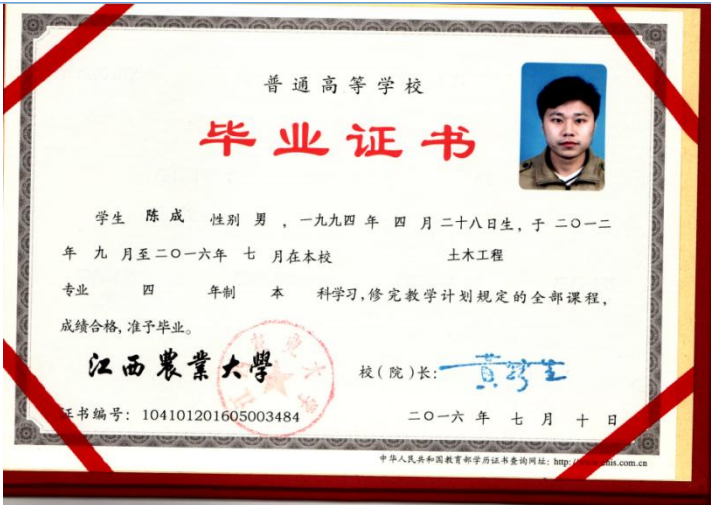 普通高等学校
毕业证书
学生 陈成 性别 男 ，一九九四 年 四 月 二十八日生，于 二〇一二
年 九 月至二〇一六年 七 月在本校 土木工程
专业 四 年制 本 科学习，修完教学计划规定的全部课程，
成绩合格，准予毕业。
江西農業大學 校（院）长：
证书编号：104101201605003484 二〇一六 年 七 月 十 日
中华人民共和国教育部学历证书查询网址：http: